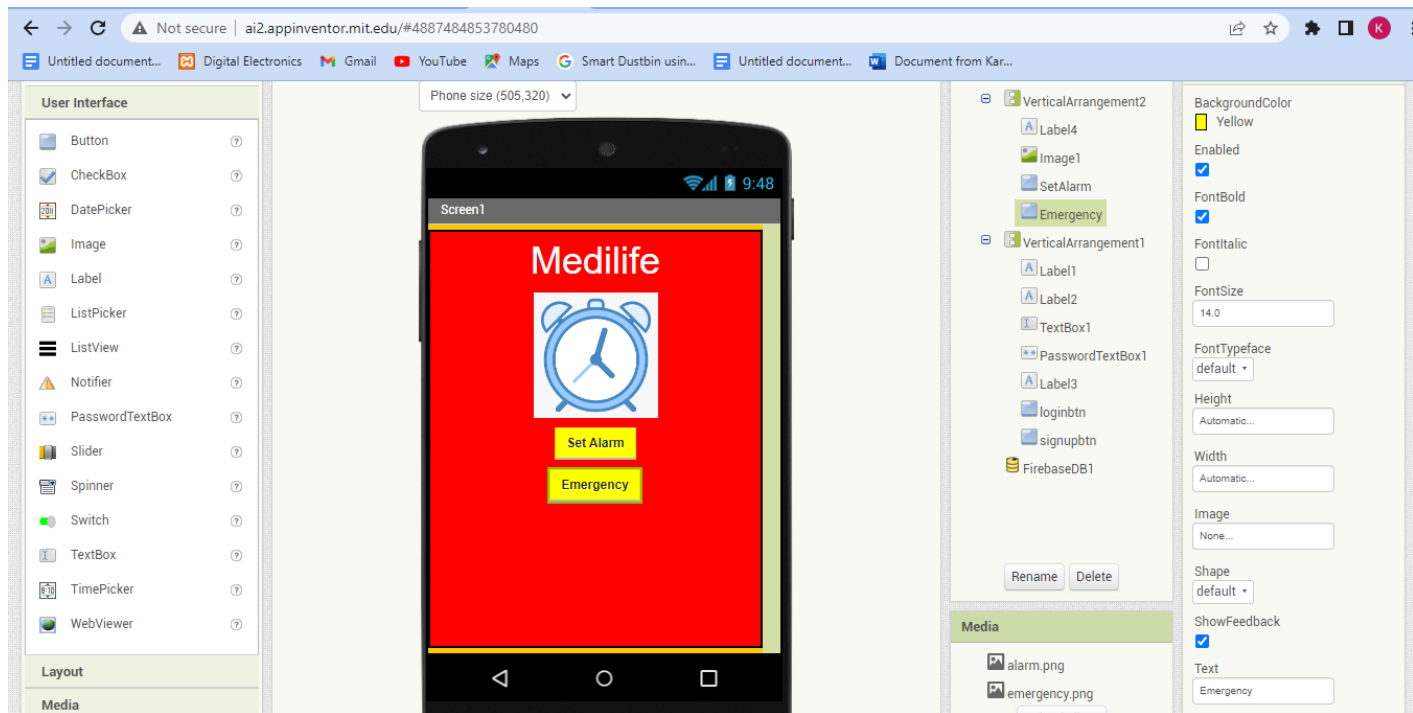 Not secure | ai2.appinventor.mit.edu/#4887484853780480
K
Untitled document... Digital Electronics Gmail YouTube Maps Smart Dustbin usin... Untitled document... Document from Kar...
User Interface
Button
CheckBox
DatePicker
Image
Label
ListPicker
ListView
Notifier
PasswordTextBox
Slider
Spinner
Switch
TextBox
TimePicker
WebViewer
Layout
Media
Phone size (505,320)
9:48
Screen1
Medilife
Set Alarm
Emergency
VerticalArrangement2
Label4
Image1
SetAlarm
Emergency
VerticalArrangement1
Label1
Label2
TextBox1
PasswordTextBox1
Label3
loginbtn
signupbtn
FirebaseDB1
Rename Delete
Media
alarm.png
emergency.png
BackgroundColor
Yellow
Enabled
FontBold
FontItalic
FontSize
14.0
FontTypeface
default
Height
Automatic...
Width
Automatic...
Image
None...
Shape
default
ShowFeedback
Text
Emergency